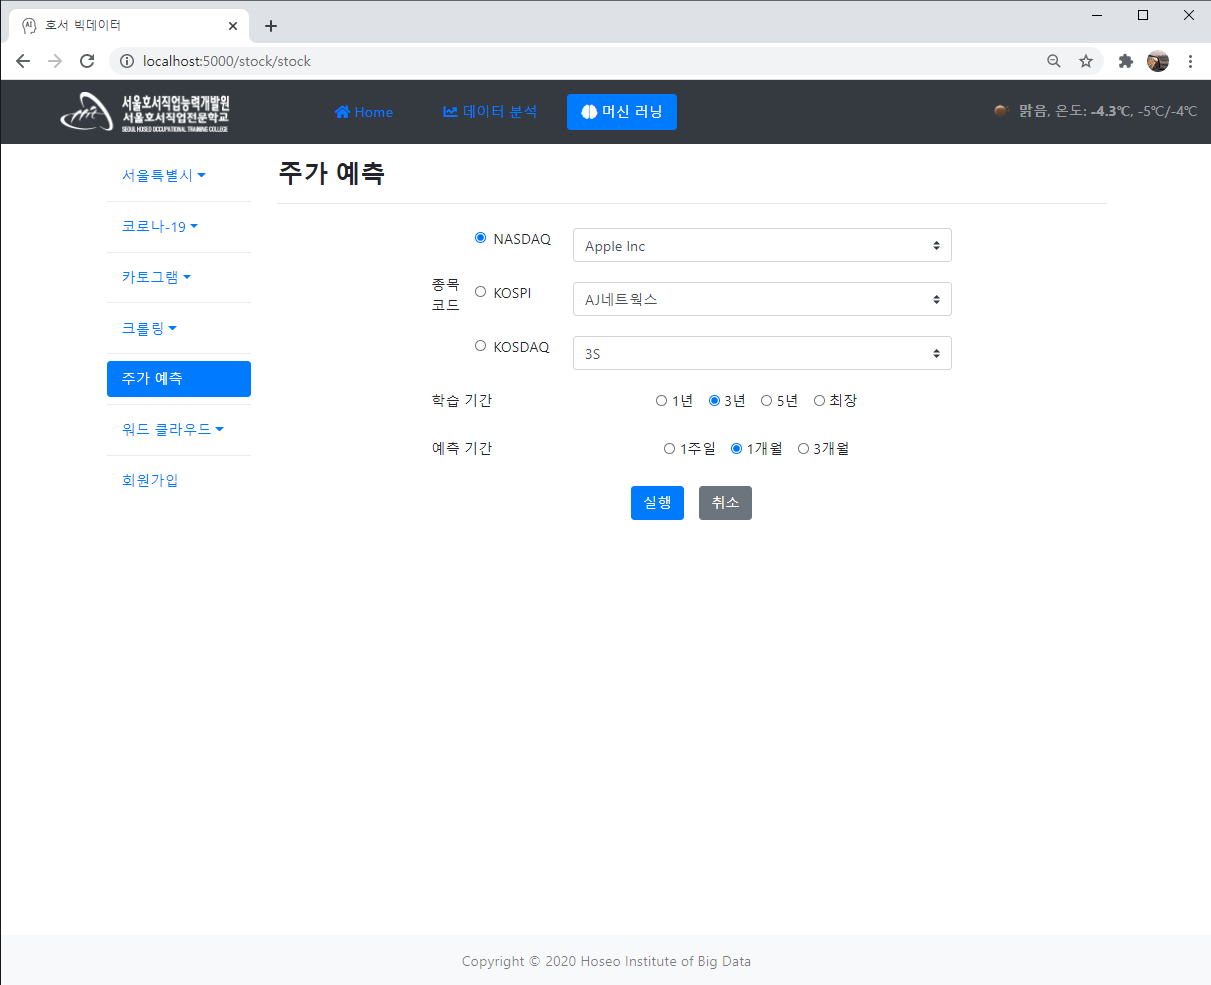 호서 빅데이터
localhost:5000/stock/stock
서울호서직업능력개발원
서울호서직업전문학교
SEOUL HOSEO OCCUPATIONAL TRAINING COLLEGE
Home
데이터 분석
머신 러닝
맑음, 온도: -4.3℃, -5℃/-4℃
서울특별시
코로나-19
카토그램
크롤링
주가 예측
워드 클라우드
회원가입
주가 예측
종목
코드
NASDAQ
Apple Inc
KOSPI
AJ네트웍스
KOSDAQ
3S
학습 기간
1년 3년 5년 최장
예측 기간
1주일 1개월 3개월
실행 취소
Copyright © 2020 Hoseo Institute of Big Data